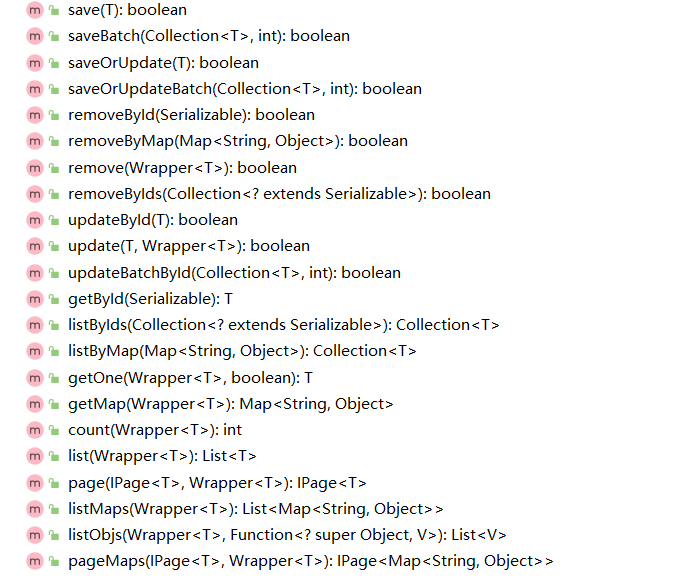 m save(T): boolean
m saveBatch(Collection<T>, int): boolean
m saveOrUpdate(T): boolean
m saveOrUpdateBatch(Collection<T>, int): boolean
m removeById(Serializable): boolean
m removeByMap(Map<String, Object>): boolean
m remove(Wrapper<T>): boolean
m removeByIds(Collection<? extends Serializable>): boolean
m updateById(T): boolean
m update(T, Wrapper<T>): boolean
m updateBatchById(Collection<T>, int): boolean
m getById(Serializable): T
m listByIds(Collection<? extends Serializable>): Collection<T>
m listByMap(Map<String, Object>): Collection<T>
m getOne(Wrapper<T>, boolean): T
m getMap(Wrapper<T>): Map<String, Object>
m count(Wrapper<T>): int
m list(Wrapper<T>): List<T>
m page(IPage<T>, Wrapper<T>): IPage<T>
m listMaps(Wrapper<T>): List<Map<String, Object>>
m listObjs(Wrapper<T>, Function<? super Object, V>): List<V>
m pageMaps(IPage<T>, Wrapper<T>): IPage<Map<String, Object>>